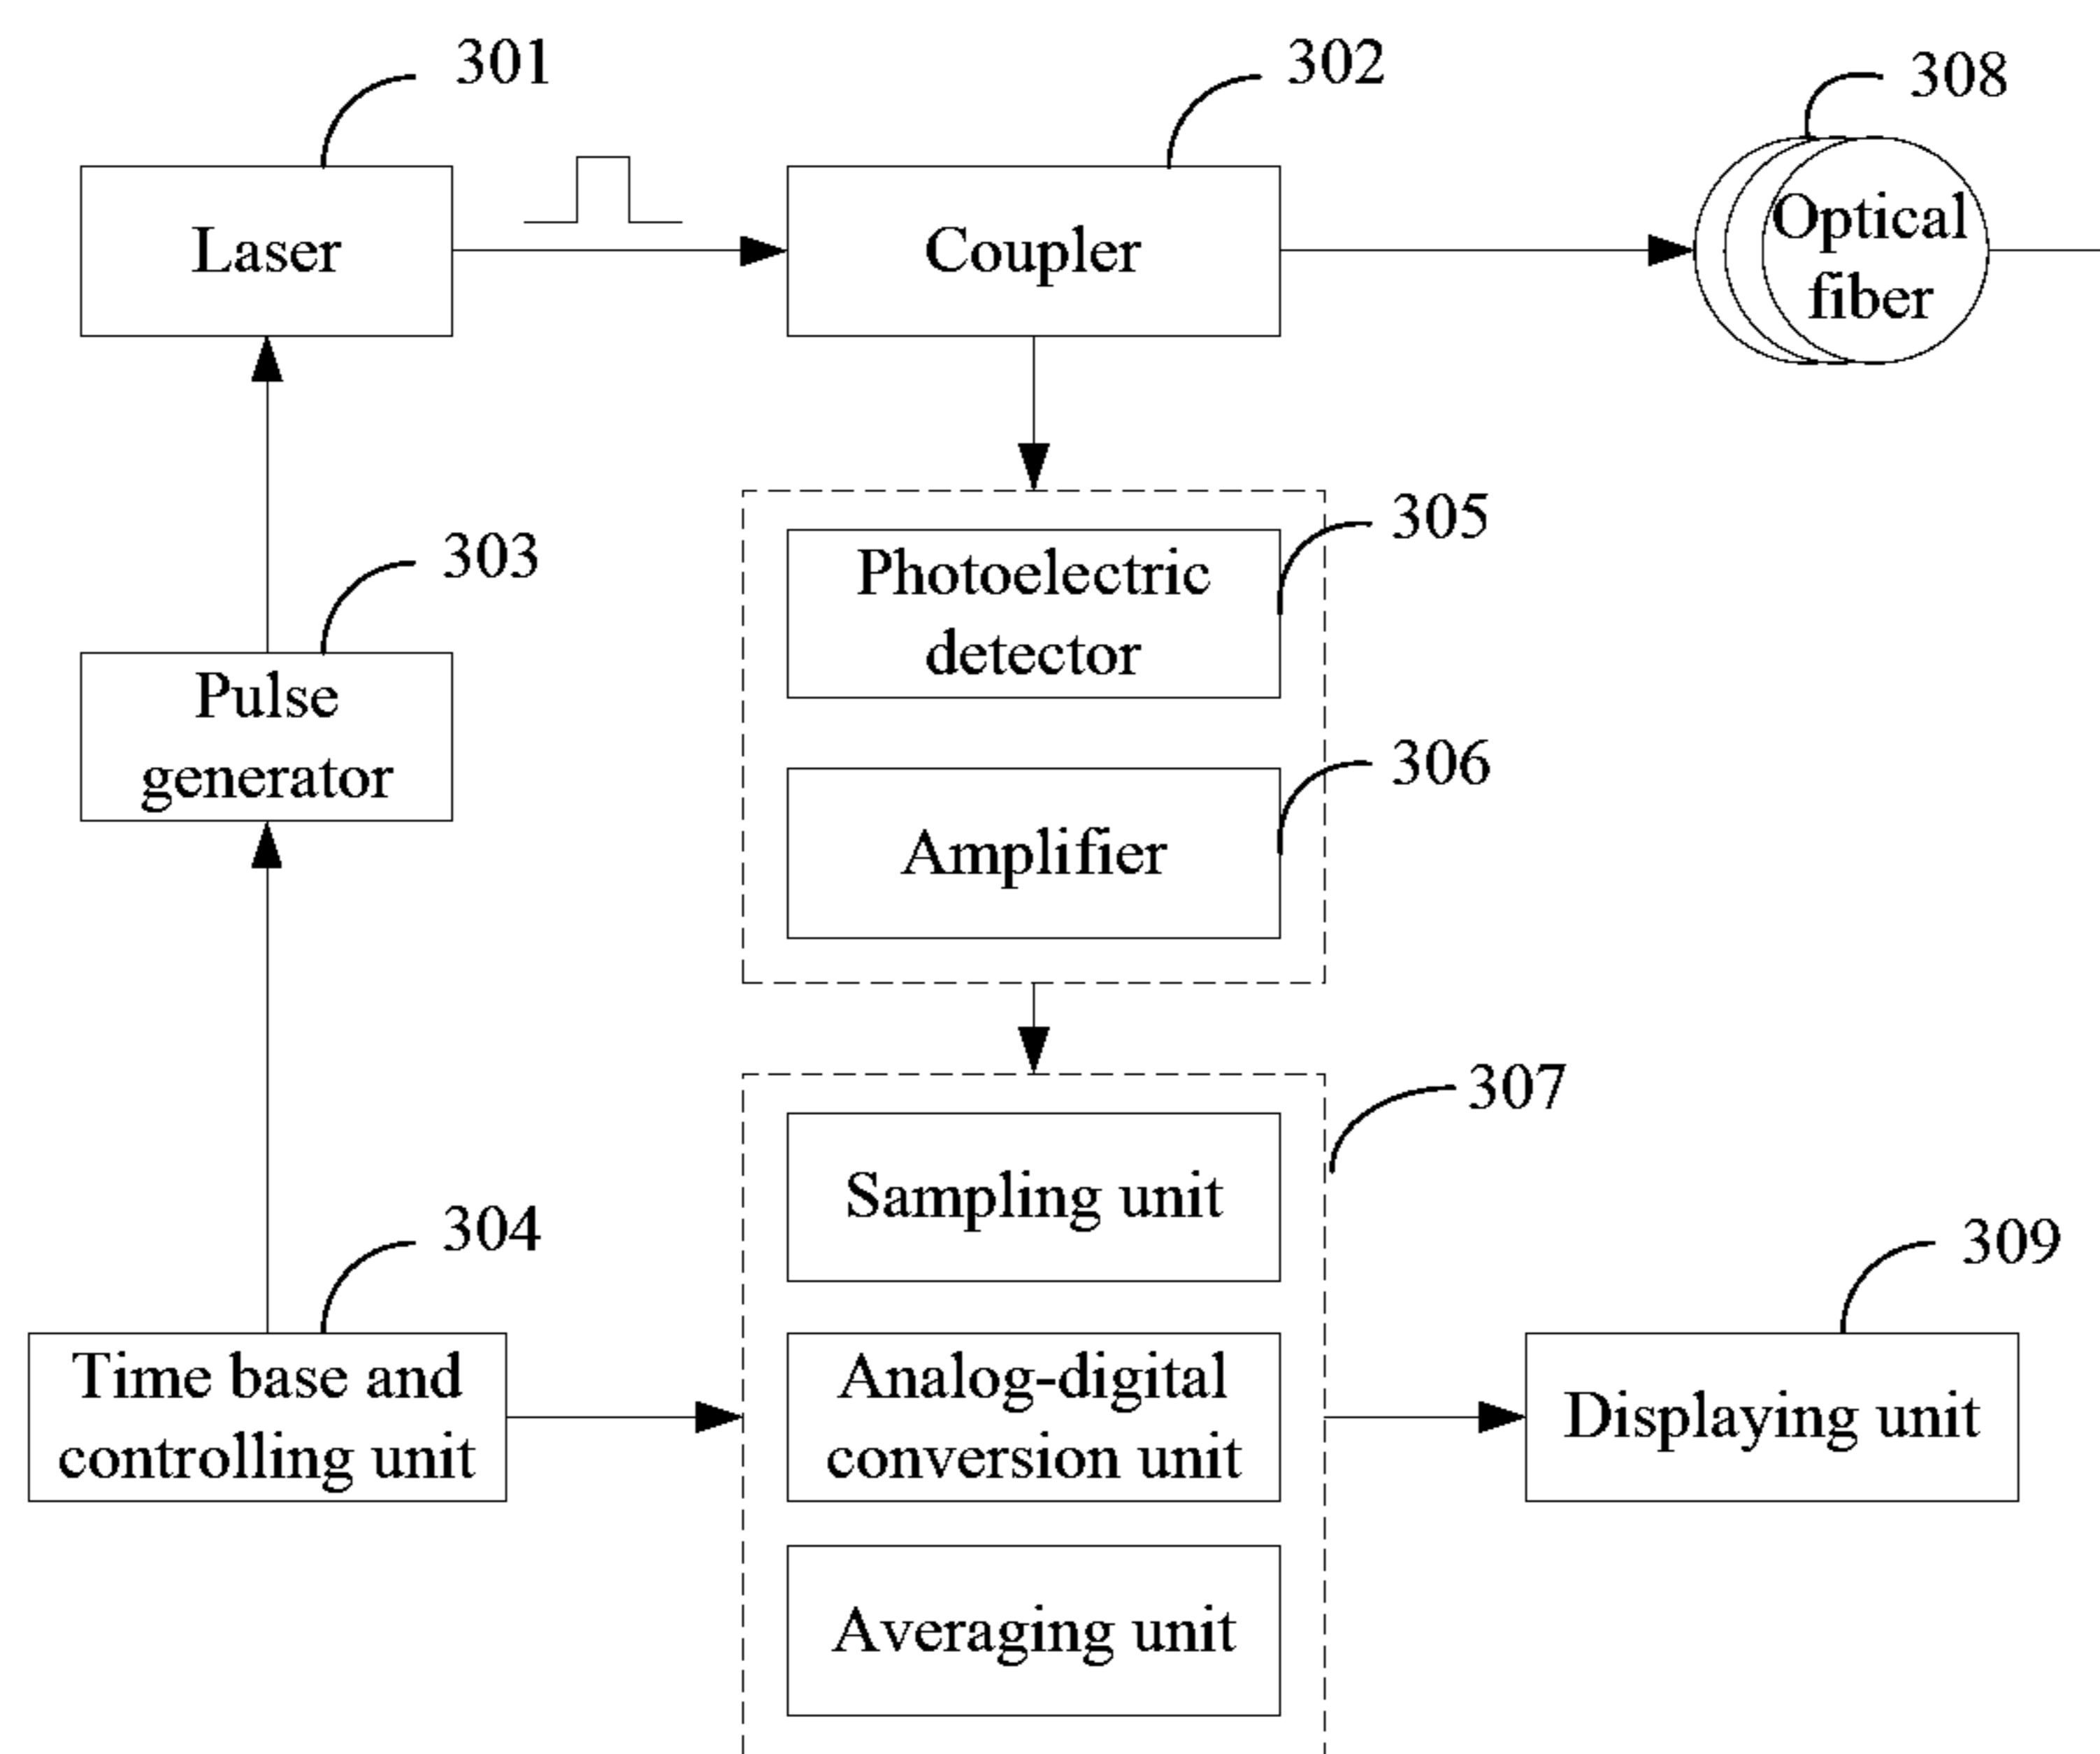 301
302
308
Laser
Coupler
Optical
fiber
305
Photoelectric
detector
303
Pulse
generator
306
Amplifier
307
Sampling unit
304
309
Time base and
controlling unit
Analog-digital
conversion unit
Displaying unit
Averaging unit